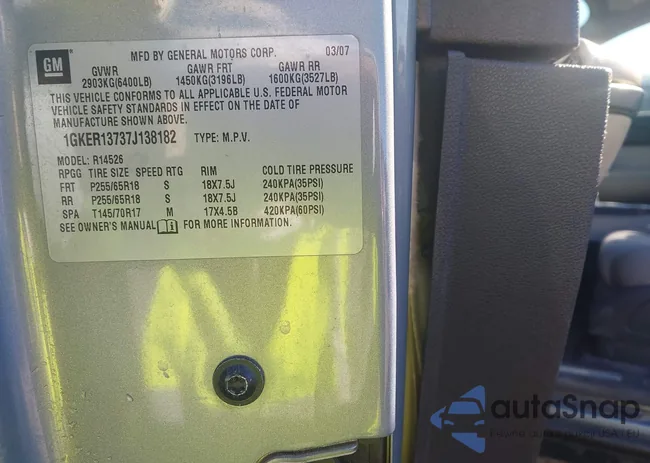 GM
MFD BY GENERAL MOTORS CORP. 03/07
GVWR GAWR FRT GAWR RR
2903KG(6400LB) 1450KG(3196LB) 1600KG(3527LB)
THIS VEHICLE CONFORMS TO ALL APPLICABLE U.S. FEDERAL MOTOR
VEHICLE SAFETY STANDARDS IN EFFECT ON THE DATE OF
MANUFACTURE SHOWN ABOVE.
1GKER13737J138182 TYPE: M.P.V.
MODEL: R14526
RPGG TIRE SIZE SPEED RTG RIM COLD TIRE PRESSURE
FRT P255/65R18 S 18X7.5J 240KPA(35PSI)
RR P255/65R18 S 18X7.5J 240KPA(35PSI)
SPA T145/70R17 M 17X4.5B 420KPA(60PSI)
SEE OWNER'S MANUAL FOR MORE INFORMATION.
autaSnap